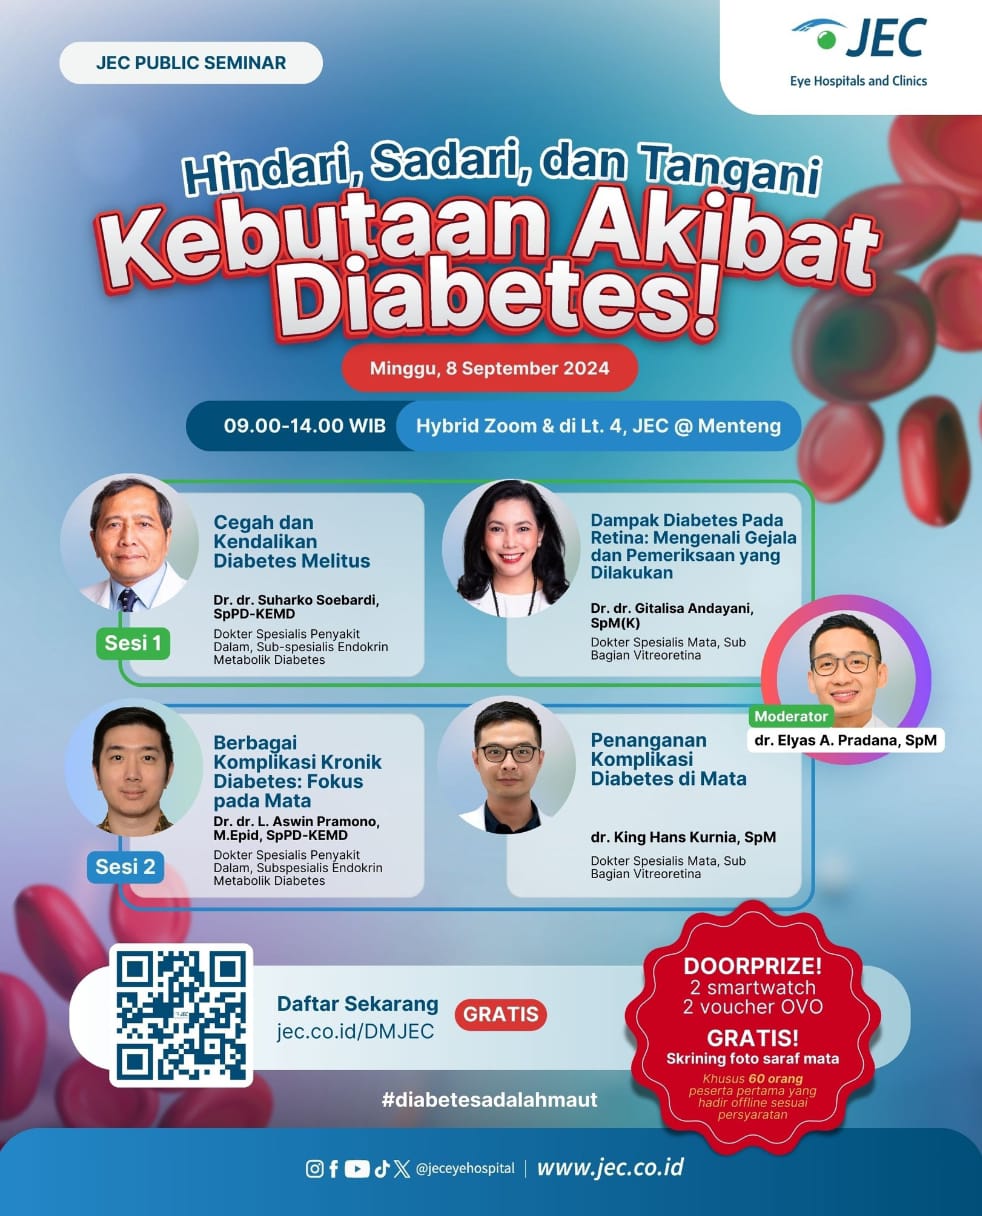 JEC PUBLIC SEMINAR
JEC
Eye Hospitals and Clinics
Hindari, Sadari, dan Tangani
Kebutaan Akibat
Diabetes!
Minggu, 8 September 2024
09.00-14.00 WIB
Hybrid Zoom & di Lt. 4, JEC @ Menteng
Sesi 1
Cegah dan
Kendalikan
Diabetes Melitus
Dr. dr. Suharko Soebardi,
SpPD-KEMD
Dokter Spesialis Penyakit
Dalam, Sub-spesialis Endokrin
Metabolik Diabetes
Dampak Diabetes Pada
Retina: Mengenali Gejala
dan Pemeriksaan yang
Dilakukan
Dr. dr. Gitalisa Andayani,
SpM(K)
Dokter Spesialis Mata, Sub
Bagian Vitreoretina
Moderator
dr. Elyas A. Pradana, SpM
Sesi 2
Berbagai
Komplikasi Kronik
Diabetes: Fokus
pada Mata
Dr. dr. L. Aswin Pramono,
M.Epid, SpPD-KEMD
Dokter Spesialis Penyakit
Dalam, Subspesialis Endokrin
Metabolik Diabetes
Penanganan
Komplikasi
Diabetes di Mata
dr. King Hans Kurnia, SpM
Dokter Spesialis Mata, Sub
Bagian Vitreoretina
JEC
Daftar Sekarang
jec.co.id/DMJEC
GRATIS
DOORPRIZE!
2 smartwatch
2 voucher OVO
GRATIS!
Skrining foto saraf mata
Khusus 60 orang
peserta pertama yang
hadir offline sesuai
persyaratan
#diabetesadalahmaut
@jeceyehospital | www.jec.co.id